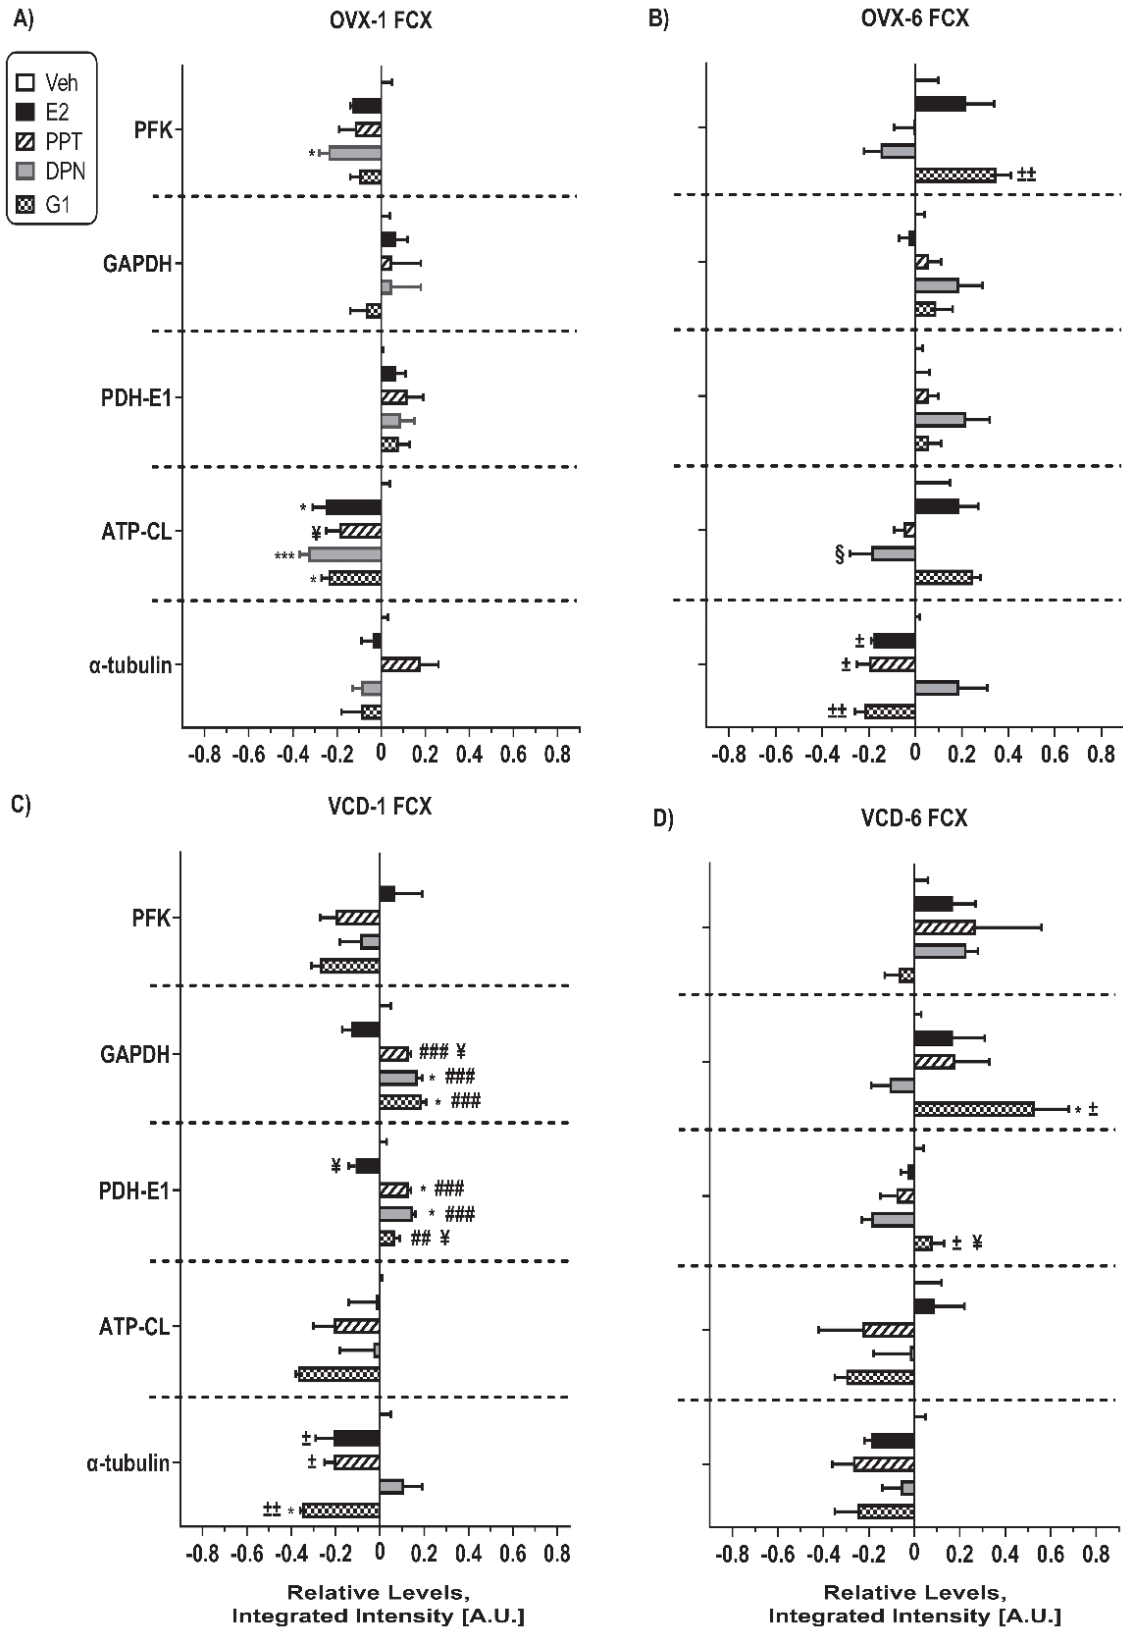 A)
OVX-1 FCX
B)
OVX-6 FCX
Veh
E2
PPT
DPN
G1
PFK
*
±±
GAPDH
PDH-E1
ATP-CL
*
¥
***
*
§
α-tubulin
±
±
±±
-0.8 -0.6 -0.4 -0.2 0 0.2 0.4 0.6 0.8
-0.8 -0.6 -0.4 -0.2 0 0.2 0.4 0.6 0.8
C)
VCD-1 FCX
D)
VCD-6 FCX
PFK
GAPDH
### ¥
* ###
* ###
* ±
PDH-E1
¥
* ###
* ###
## ¥
± ¥
ATP-CL
α-tubulin
±
±
±± *
-0.8 -0.6 -0.4 -0.2 0 0.2 0.4 0.6 0.8
-0.8 -0.6 -0.4 -0.2 0 0.2 0.4 0.6 0.8
Relative Levels,
Integrated Intensity [A.U.]
Relative Levels,
Integrated Intensity [A.U.]